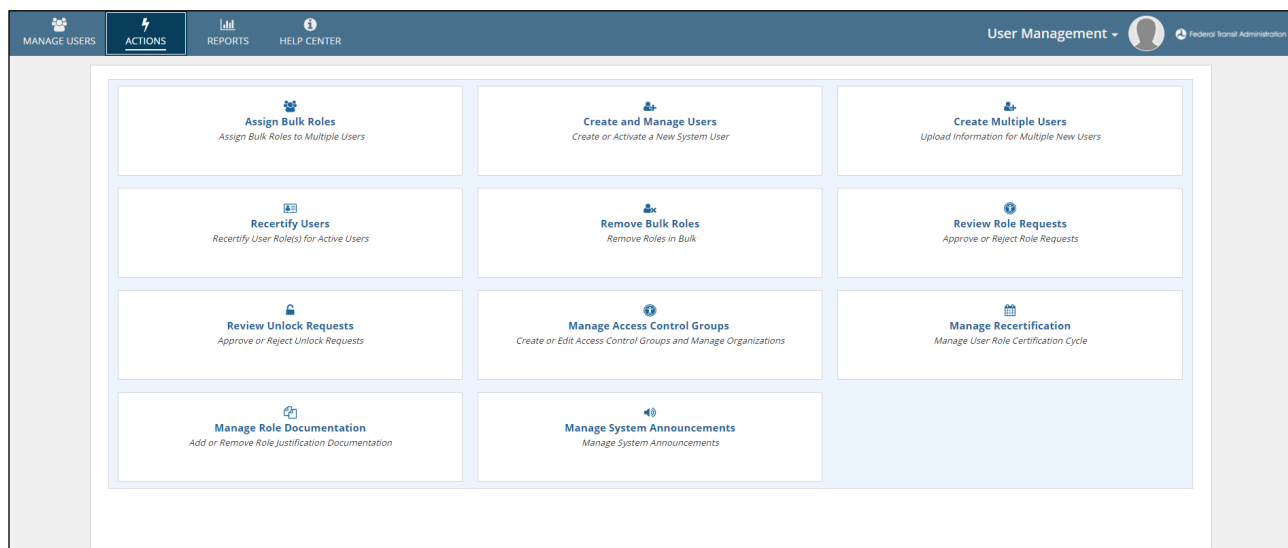 MANAGE USERS
ACTIONS
REPORTS
HELP CENTER
User Management
Federal Transit Administration
Assign Bulk Roles
Assign Bulk Roles to Multiple Users
Create and Manage Users
Create or Activate a New System User
Create Multiple Users
Upload Information for Multiple New Users
Recertify Users
Recertify User Role(s) for Active Users
Remove Bulk Roles
Remove Roles in Bulk
Review Role Requests
Approve or Reject Role Requests
Review Unlock Requests
Approve or Reject Unlock Requests
Manage Access Control Groups
Create or Edit Access Control Groups and Manage Organizations
Manage Recertification
Manage User Role Certification Cycle
Manage Role Documentation
Add or Remove Role Justification Documentation
Manage System Announcements
Manage System Announcements